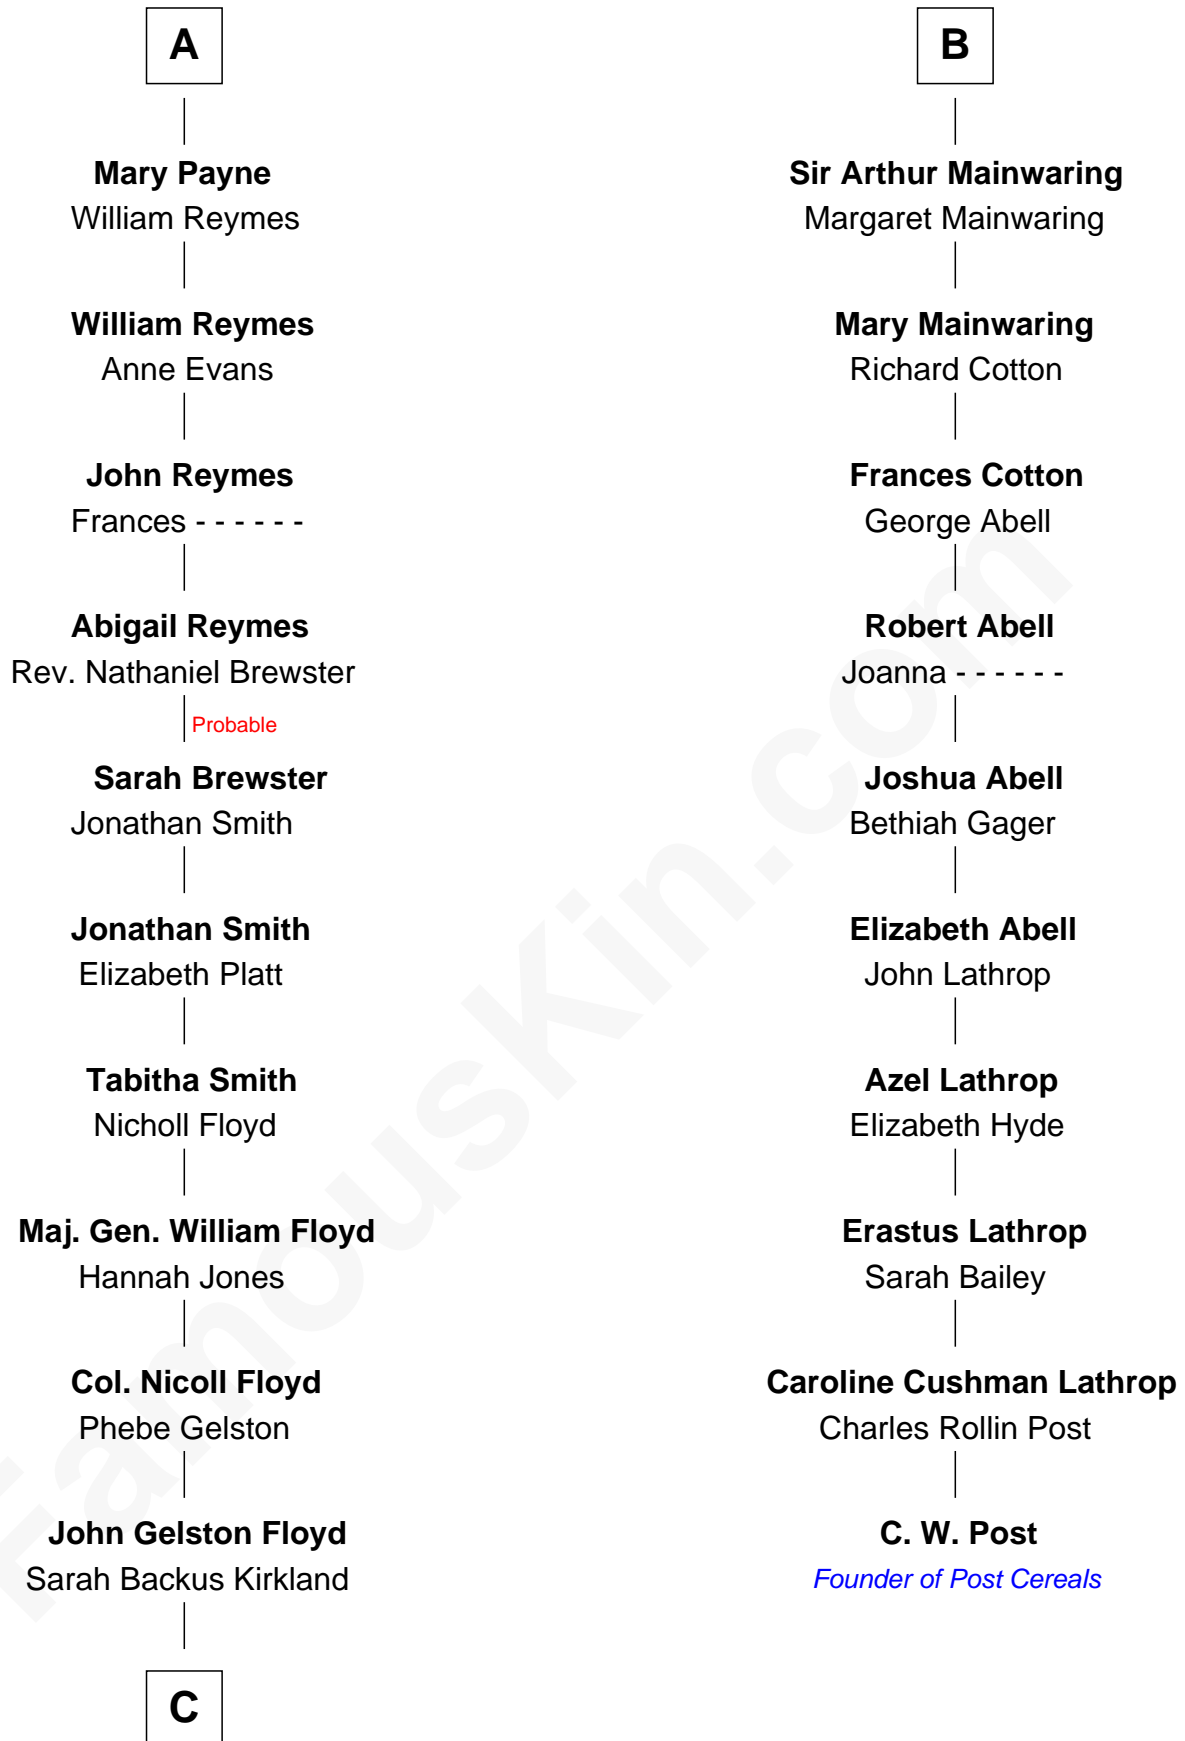 A
Mary Payne
William Reymes
William Reymes
Anne Evans
John Reymes
Frances - - - - - -
Abigail Reymes
Rev. Nathaniel Brewster
Probable
Sarah Brewster
Jonathan Smith
Jonathan Smith
Elizabeth Platt
Tabitha Smith
Nicholl Floyd
Maj. Gen. William Floyd
Hannah Jones
Col. Nicoll Floyd
Phebe Gelston
John Gelston Floyd
Sarah Backus Kirkland
C
B
Sir Arthur Mainwaring
Margaret Mainwaring
Mary Mainwaring
Richard Cotton
Frances Cotton
George Abell
Robert Abell
Joanna - - - - - -
Joshua Abell
Bethiah Gager
Elizabeth Abell
John Lathrop
Azel Lathrop
Elizabeth Hyde
Erastus Lathrop
Sarah Bailey
Caroline Cushman Lathrop
Charles Rollin Post
C. W. Post
Founder of Post Cereals
FamousKin.com